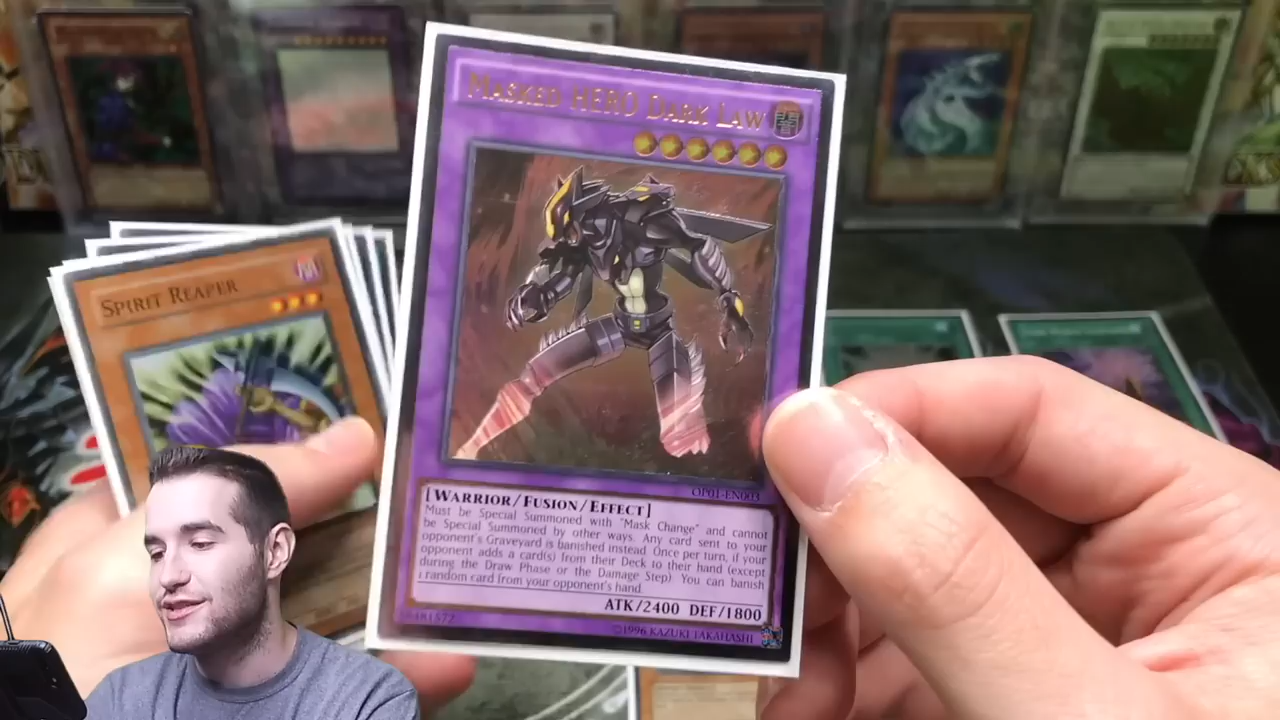 MASKED HERO DARK LAW
闇
SPIRIT REAPER
OP01-EN003
[WARRIOR/FUSION/EFFECT]
Must be Special Summoned with "Mask Change" and cannot
be Special Summoned by other ways. Any card sent to your
opponent's Graveyard is banished instead. Once per turn, if your
opponent adds a card(s) from their Deck to their hand (except
during the Draw Phase or the Damage Step): You can banish
1 random card from your opponent's hand.
ATK/2400 DEF/1800
©1996 KAZUKI TAKAHASHI